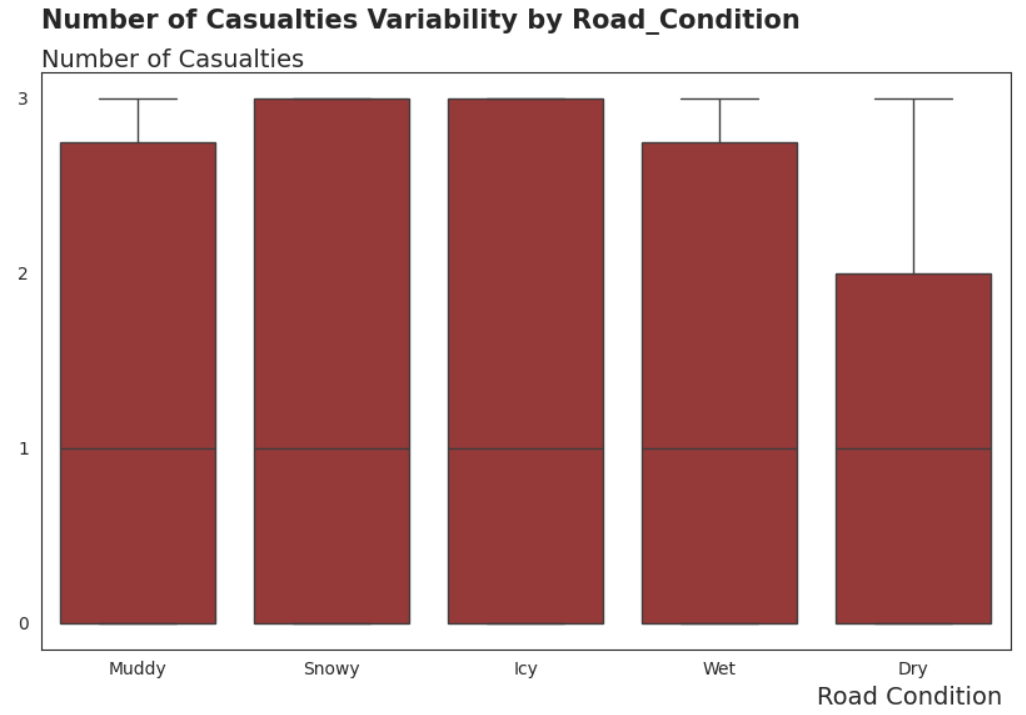 Number of Casualties Variability by Road_Condition
Number of Casualties
3
2
1
0
Muddy Snowy Icy Wet Dry
Road Condition